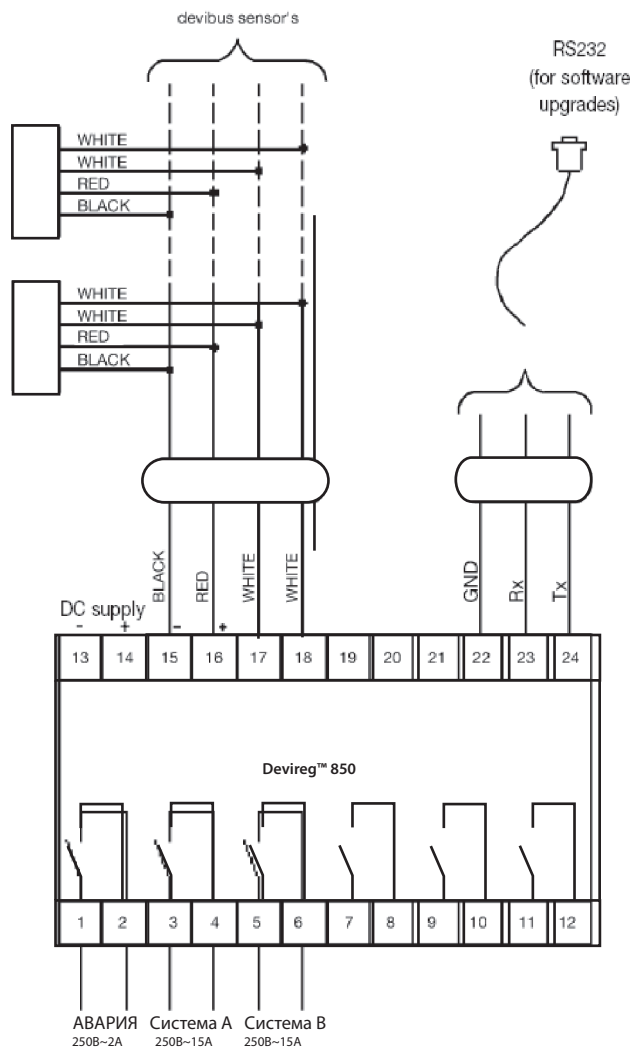 devibus sensor's
RS232
(for software
upgrades)
WHITE
WHITE
RED
BLACK
WHITE
WHITE
RED
BLACK
BLACK
RED
WHITE
WHITE
GND
Rx
Tx
DC supply
- + - +
13 14 15 16 17 18 19 20 21 22 23 24
Devireg™ 850
1 2 3 4 5 6 7 8 9 10 11 12
АВАРИЯ Система А Система В
250В~2А 250В~15А 250В~15А